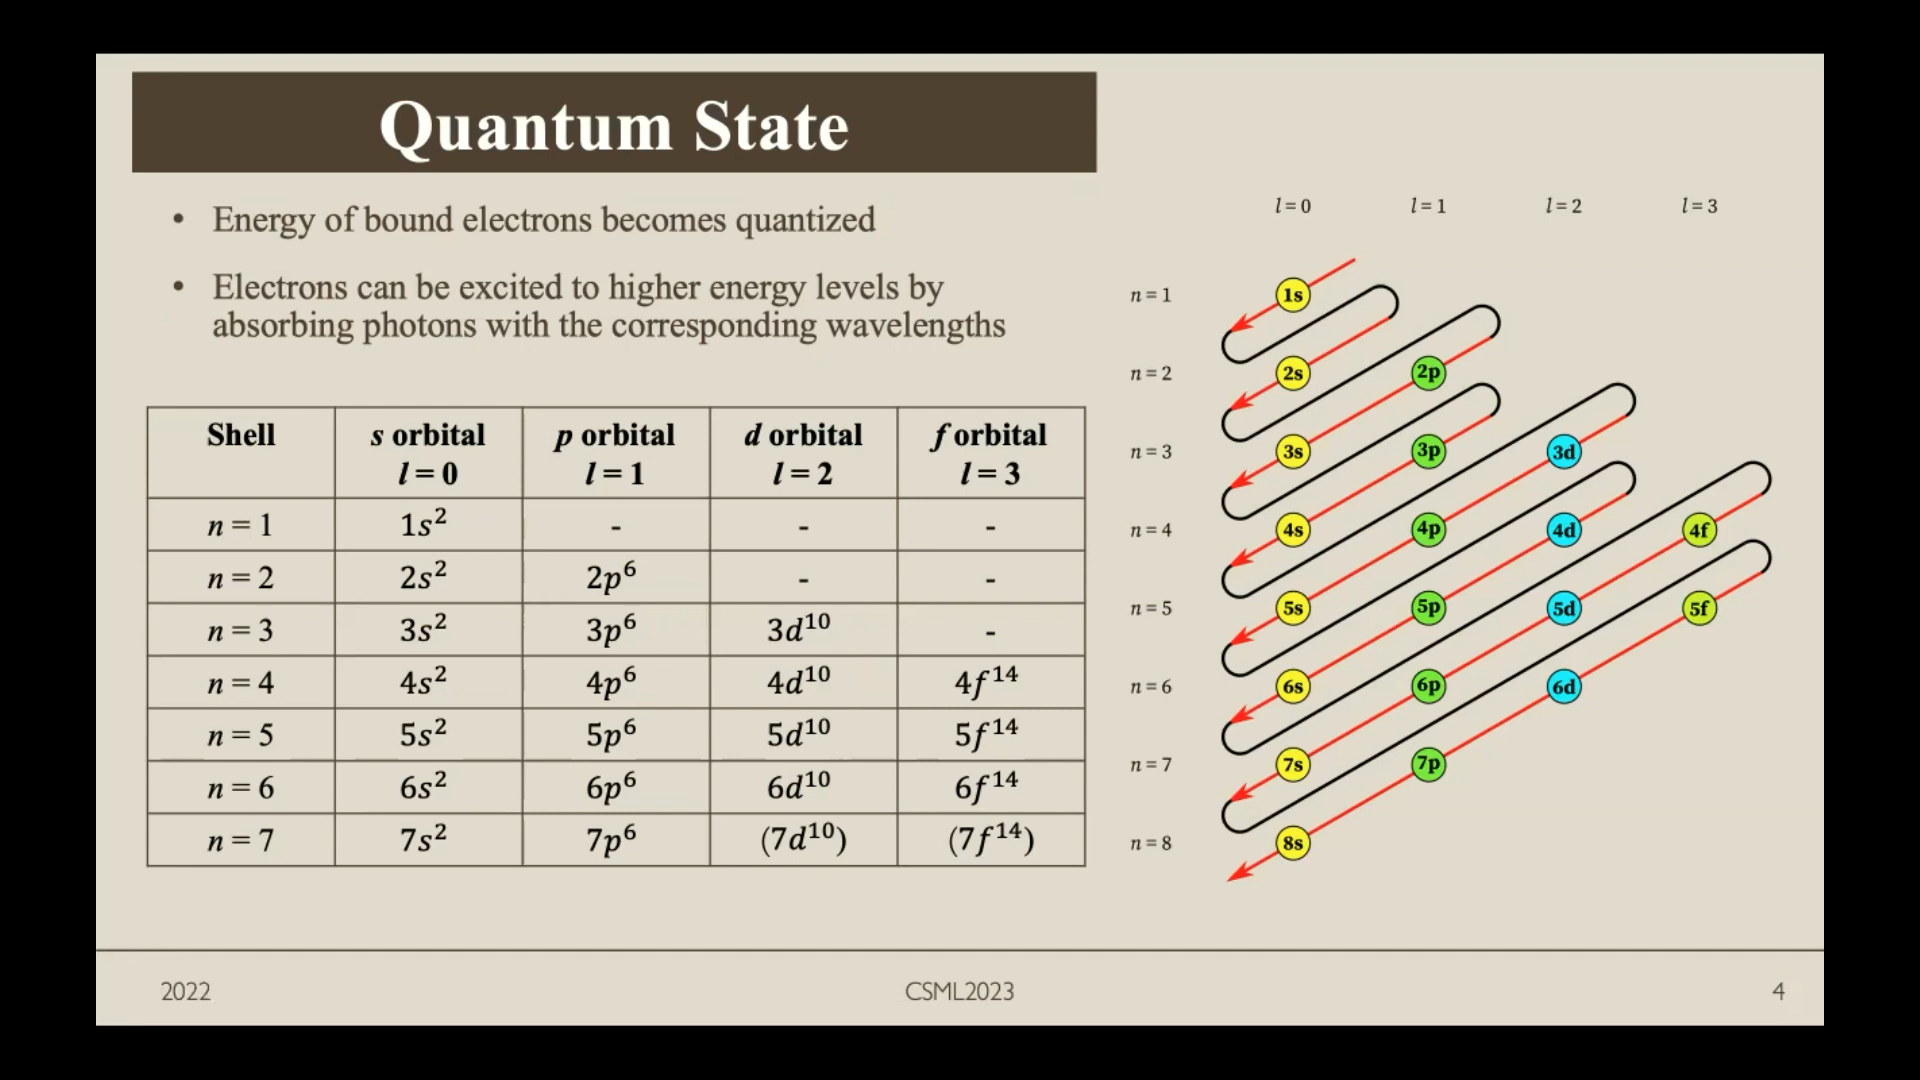 Quantum State
• Energy of bound electrons becomes quantized
• Electrons can be excited to higher energy levels by
absorbing photons with the corresponding wavelengths
Shell s orbital p orbital d orbital f orbital
l = 0 l = 1 l = 2 l = 3
n = 1 1s² - - -
n = 2 2s² 2p⁶ - -
n = 3 3s² 3p⁶ 3d¹⁰ -
n = 4 4s² 4p⁶ 4d¹⁰ 4f¹⁴
n = 5 5s² 5p⁶ 5d¹⁰ 5f¹⁴
n = 6 6s² 6p⁶ 6d¹⁰ 6f¹⁴
n = 7 7s² 7p⁶ (7d¹⁰) (7f¹⁴)
l = 0 l = 1 l = 2 l = 3
n = 1 1s
n = 2 2s 2p
n = 3 3s 3p 3d
n = 4 4s 4p 4d 4f
n = 5 5s 5p 5d 5f
n = 6 6s 6p 6d
n = 7 7s 7p
n = 8 8s
2022 CSML2023 4